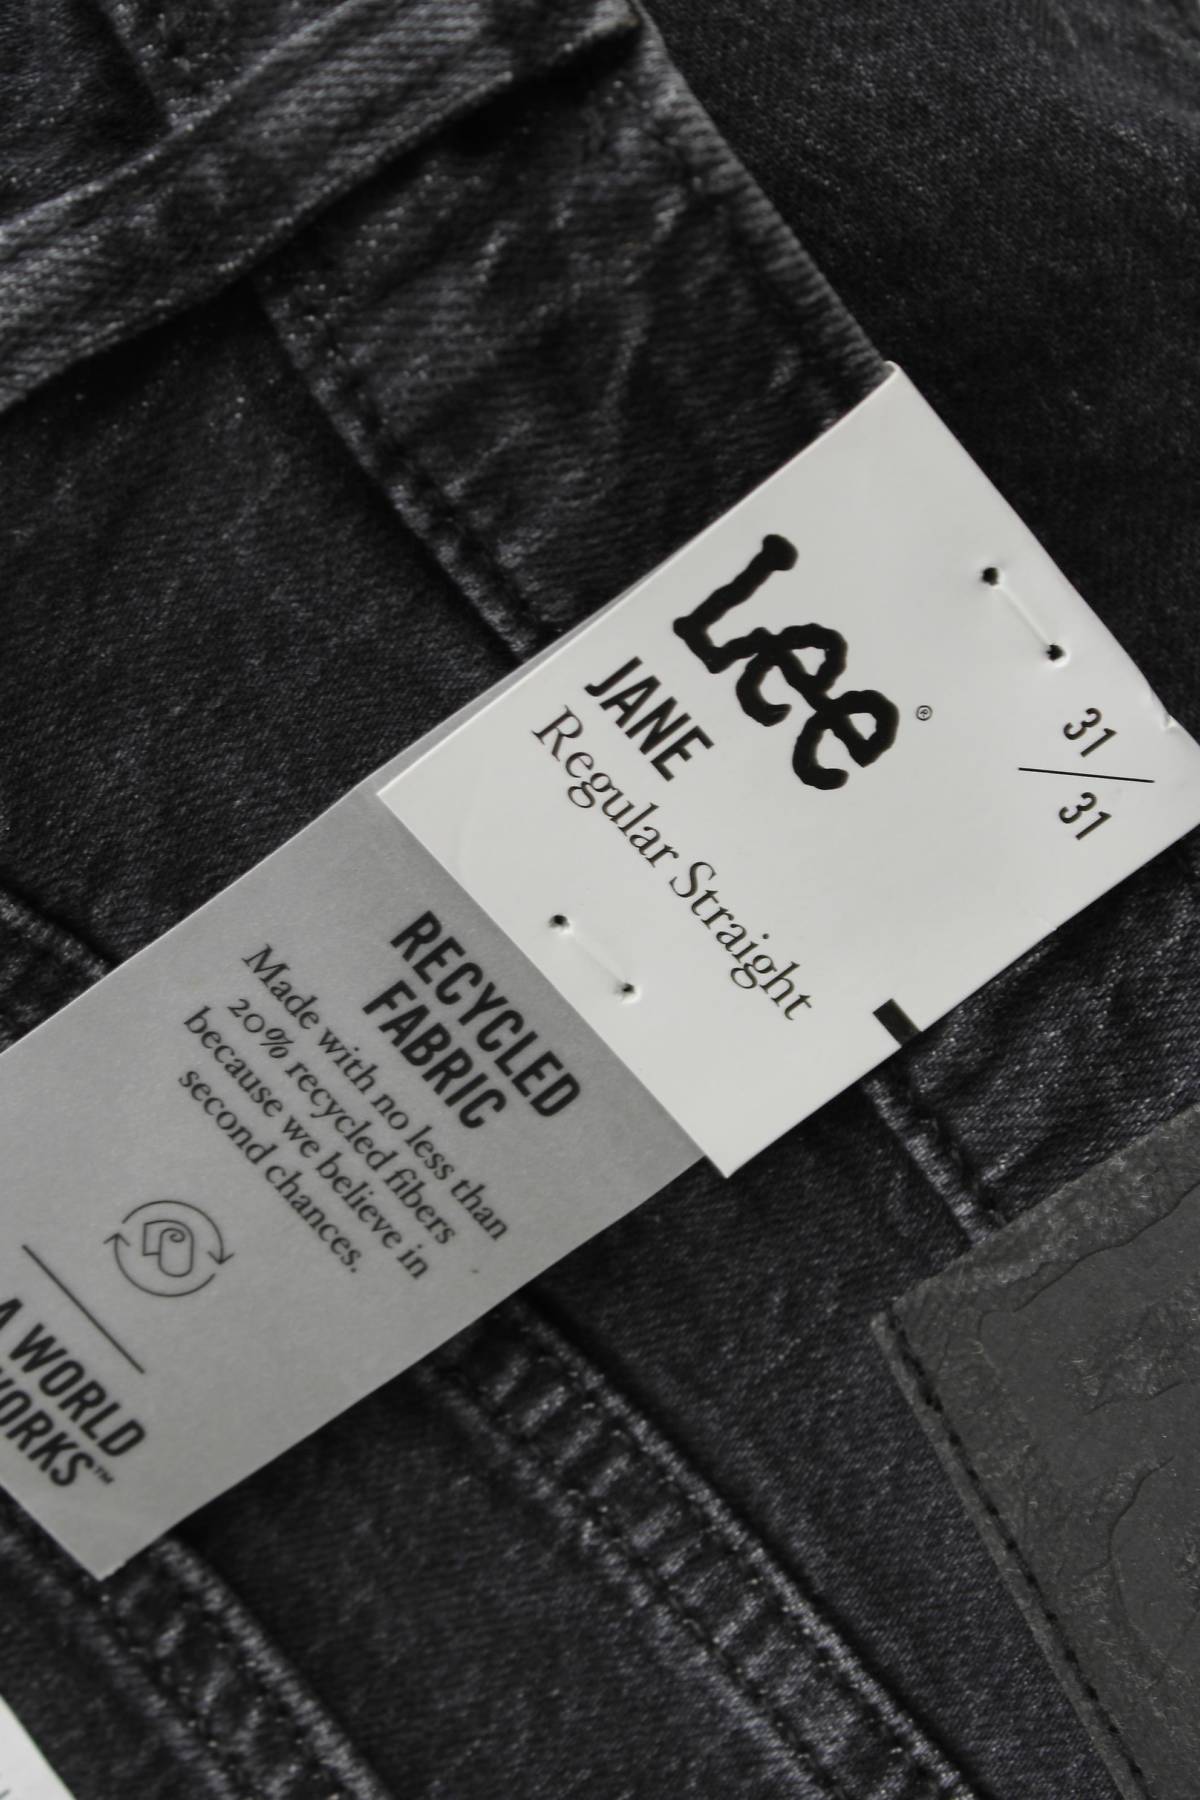 Lee®
JANE
Regular Straight
31
31
RECYCLED
FABRIC
Made with no less than
20% recycled fibers
because we believe in
second chances.
A WORLD
WORKS™